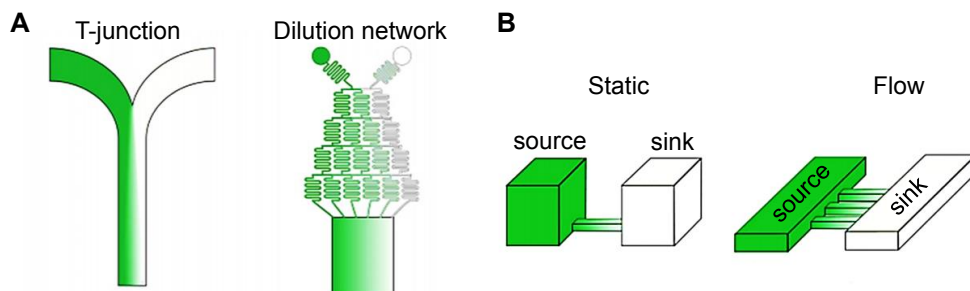 A
T-junction
Dilution network
B
Static
Flow
source
sink
source
sink